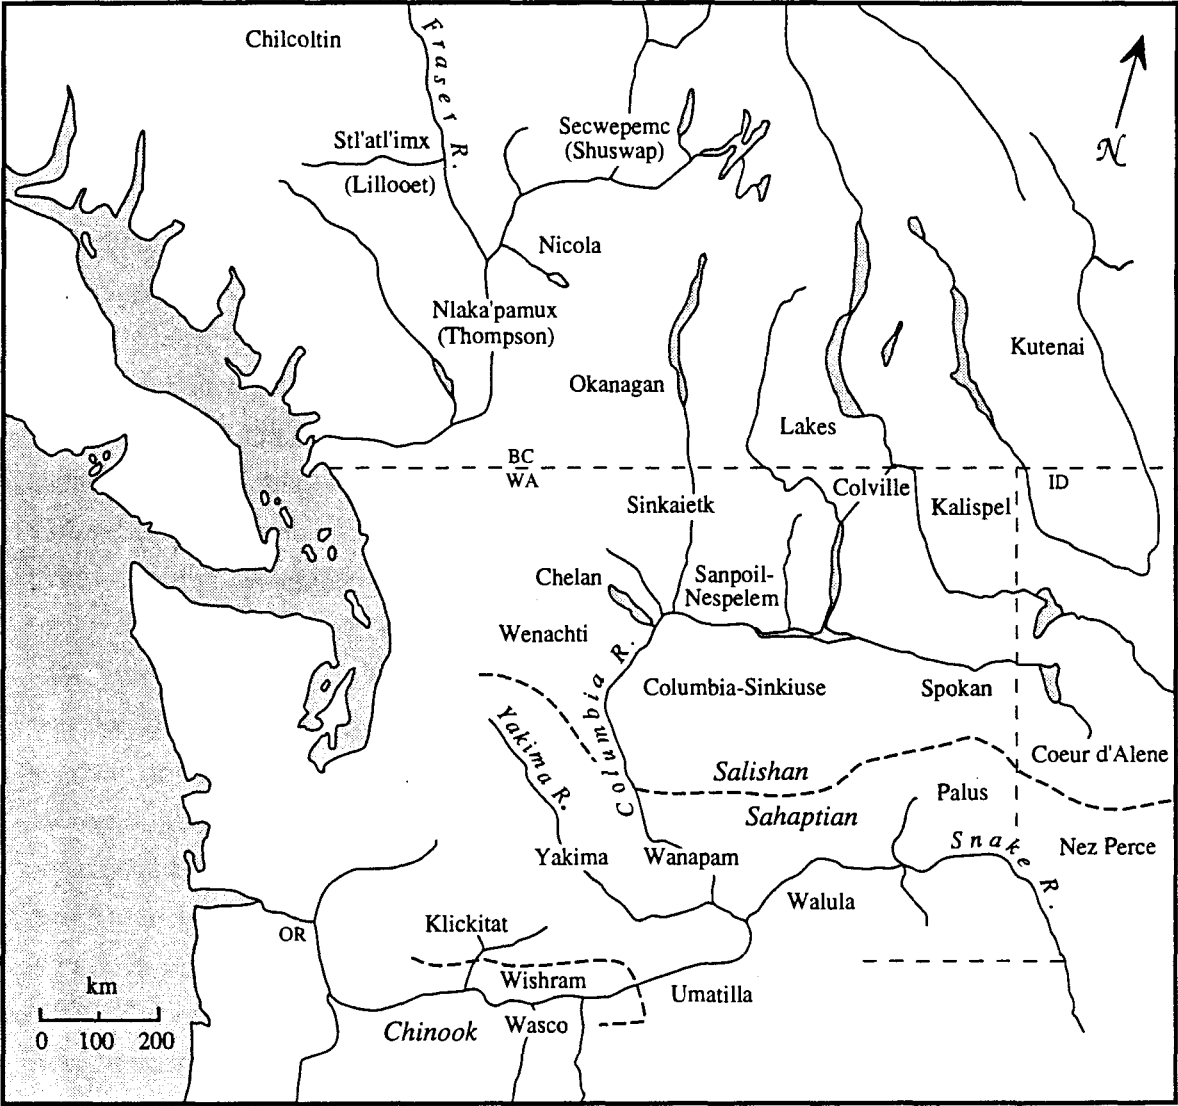 Chilcoltin
Fraser R.
N
Stl'atl'imx
(Lillooet)
Secwepemc
(Shuswap)
Nicola
Nlaka'pamux
(Thompson)
Kutenai
Okanagan
Lakes
BC
WA
ID
Colville
Kalispel
Sinkaietk
Chelan
Sanpoil-
Nespelem
Wenachti
Columbia R.
Columbia-Sinkiuse
Spokan
Yakima R.
Coeur d'Alene
Salishan
Sahaptian
Palus
Snake R.
Nez Perce
Yakima
Wanapam
Walula
Klickitat
OR
Wishram
Umatilla
Chinook
Wasco
km
0 100 200